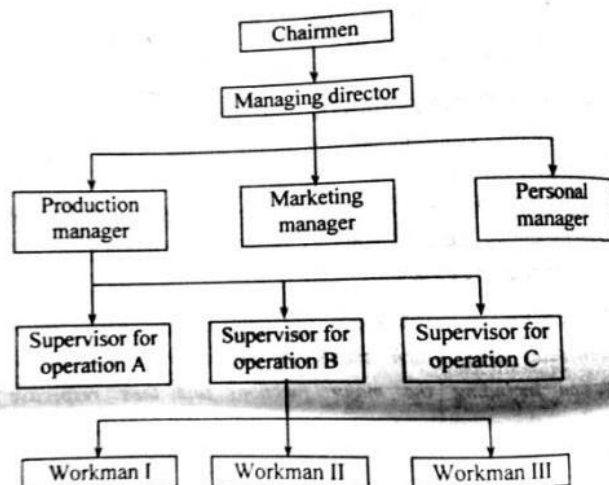 Chairmen
Managing director
Production
manager
Marketing
manager
Personal
manager
Supervisor for
operation A
Supervisor for
operation B
Supervisor for
operation C
Workman I
Workman II
Workman III